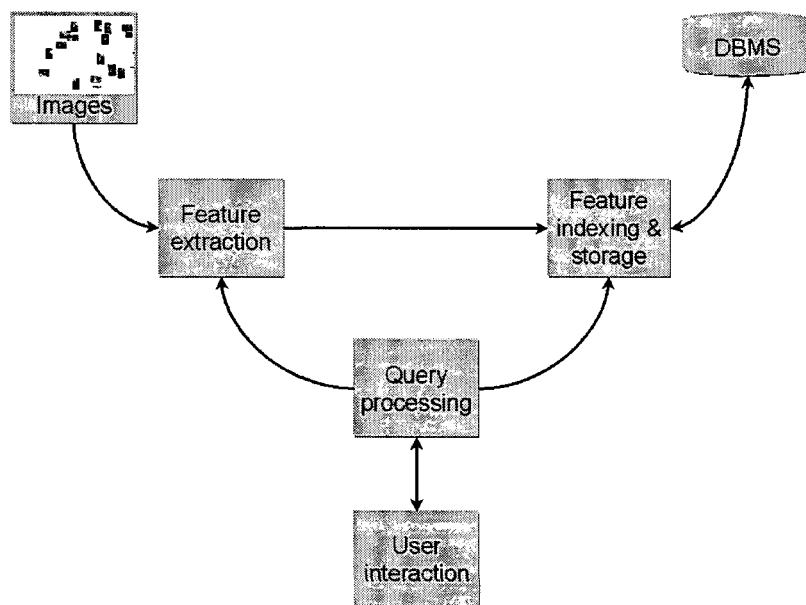 Images
DBMS
Feature
extraction
Feature
indexing &
storage
Query
processing
User
interaction